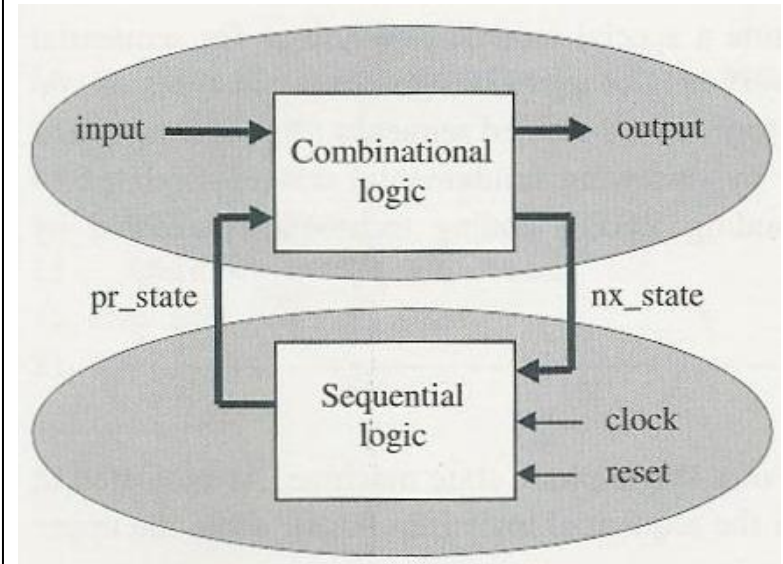 input
Combinational
logic
output
pr_state
nx_state
Sequential
logic
clock
reset